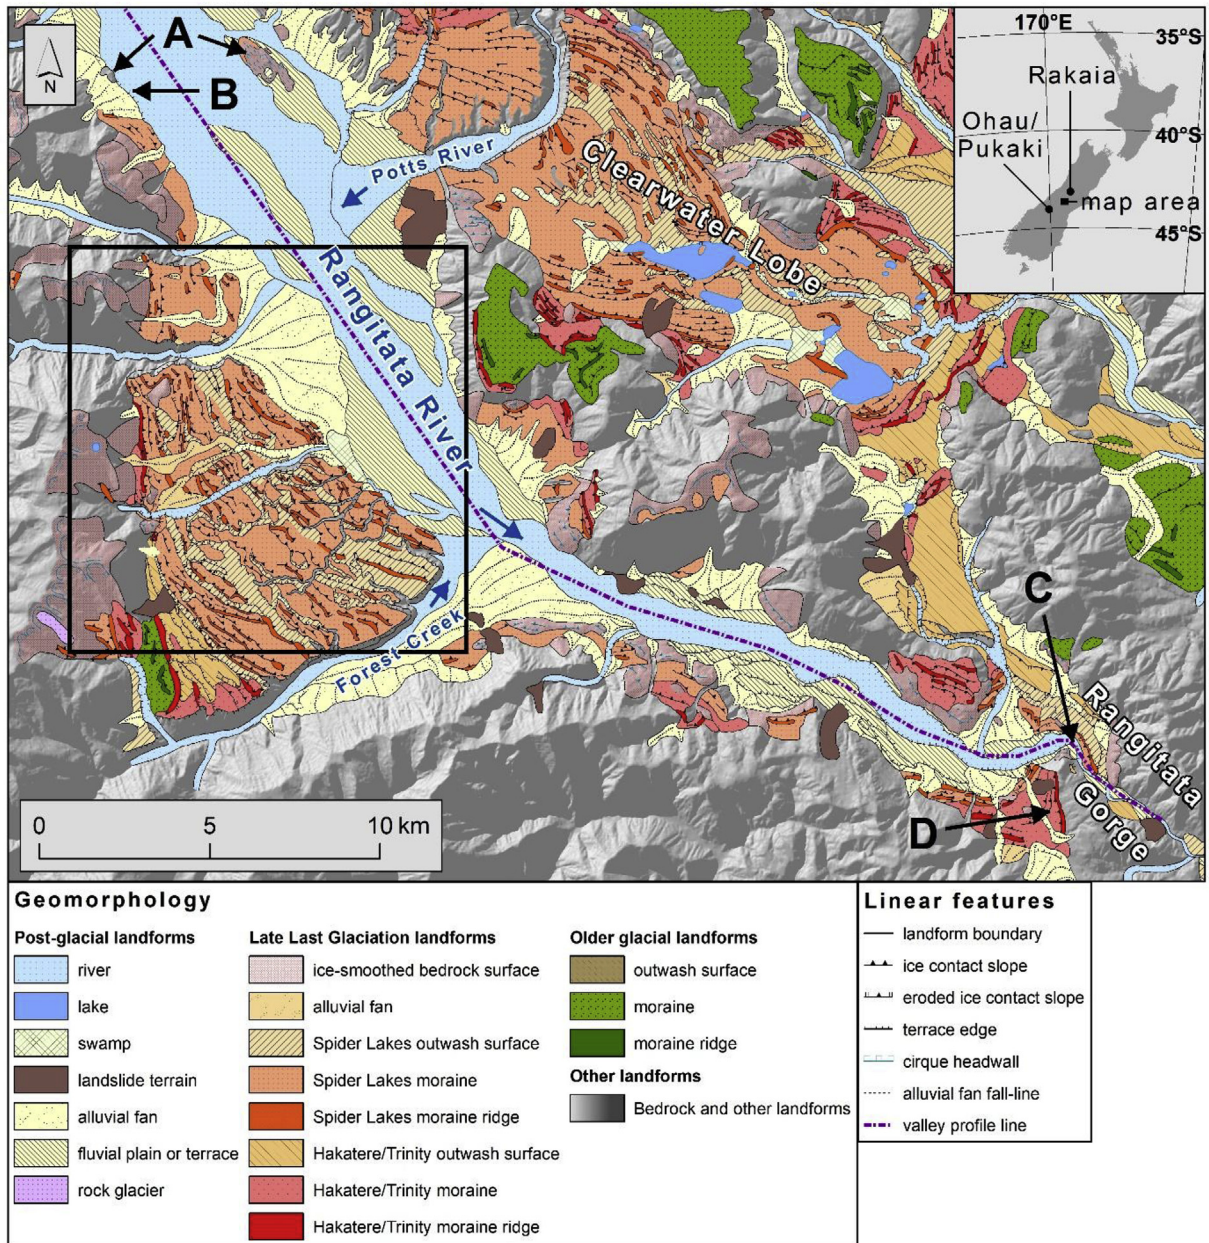 A
B
N
170°E
35°S
Rakaia
Ohau/
Pukaki
40°S
map area
45°S
Potts River
Clearwater Lobe
Rangitata River
Forest Creek
C
Rangitata
Gorge
D
0 5 10 km
Geomorphology
Post-glacial landforms
river
lake
swamp
landslide terrain
alluvial fan
fluvial plain or terrace
rock glacier
Late Last Glaciation landforms
ice-smoothed bedrock surface
alluvial fan
Spider Lakes outwash surface
Spider Lakes moraine
Spider Lakes moraine ridge
Hakatere/Trinity outwash surface
Hakatere/Trinity moraine
Hakatere/Trinity moraine ridge
Older glacial landforms
outwash surface
moraine
moraine ridge
Other landforms
Bedrock and other landforms
Linear features
landform boundary
ice contact slope
eroded ice contact slope
terrace edge
cirque headwall
alluvial fan fall-line
valley profile line